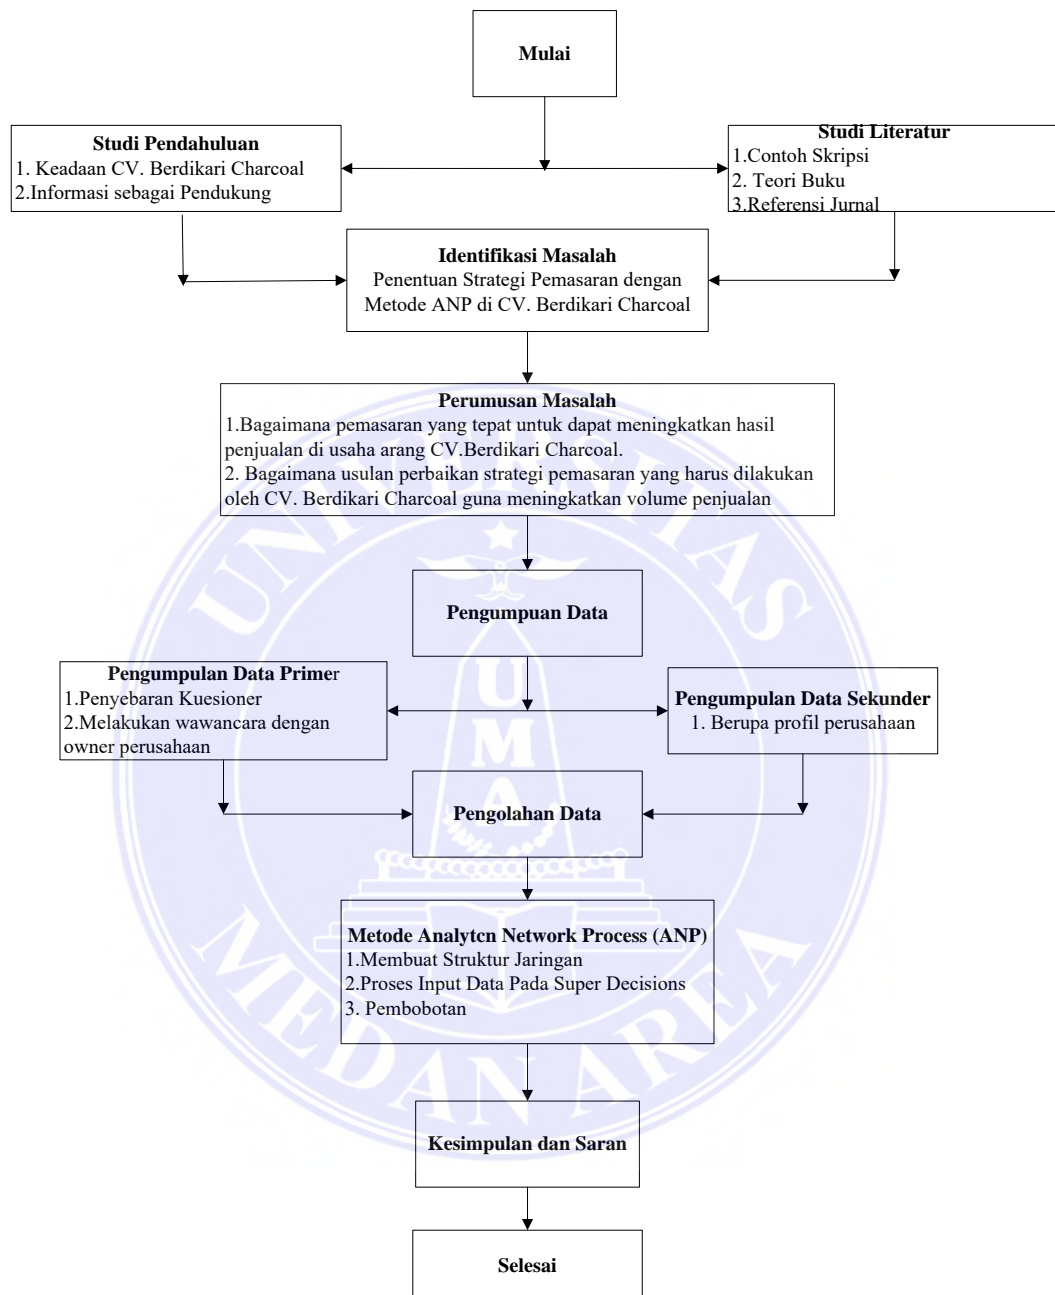 Mulai
Studi Pendahuluan
1. Keadaan CV. Berdikari Charcoal
2.Informasi sebagai Pendukung
Studi Literatur
1.Contoh Skripsi
2. Teori Buku
3.Referensi Jurnal
Identifikasi Masalah
Penentuan Strategi Pemasaran dengan
Metode ANP di CV. Berdikari Charcoal
Perumusan Masalah
1.Bagaimana pemasaran yang tepat untuk dapat meningkatkan hasil
penjualan di usaha arang CV.Berdikari Charcoal.
2. Bagaimana usulan perbaikan strategi pemasaran yang harus dilakukan
oleh CV. Berdikari Charcoal guna meningkatkan volume penjualan
Pengumpuan Data
Pengumpulan Data Primer
1.Penyebaran Kuesioner
2.Melakukan wawancara dengan
owner perusahaan
Pengumpulan Data Sekunder
1. Berupa profil perusahaan
Pengolahan Data
Metode Analytcn Network Process (ANP)
1.Membuat Struktur Jaringan
2.Proses Input Data Pada Super Decisions
3. Pembobotan
Kesimpulan dan Saran
Selesai
UNIVERSITAS
UMA
MEDAN AREA